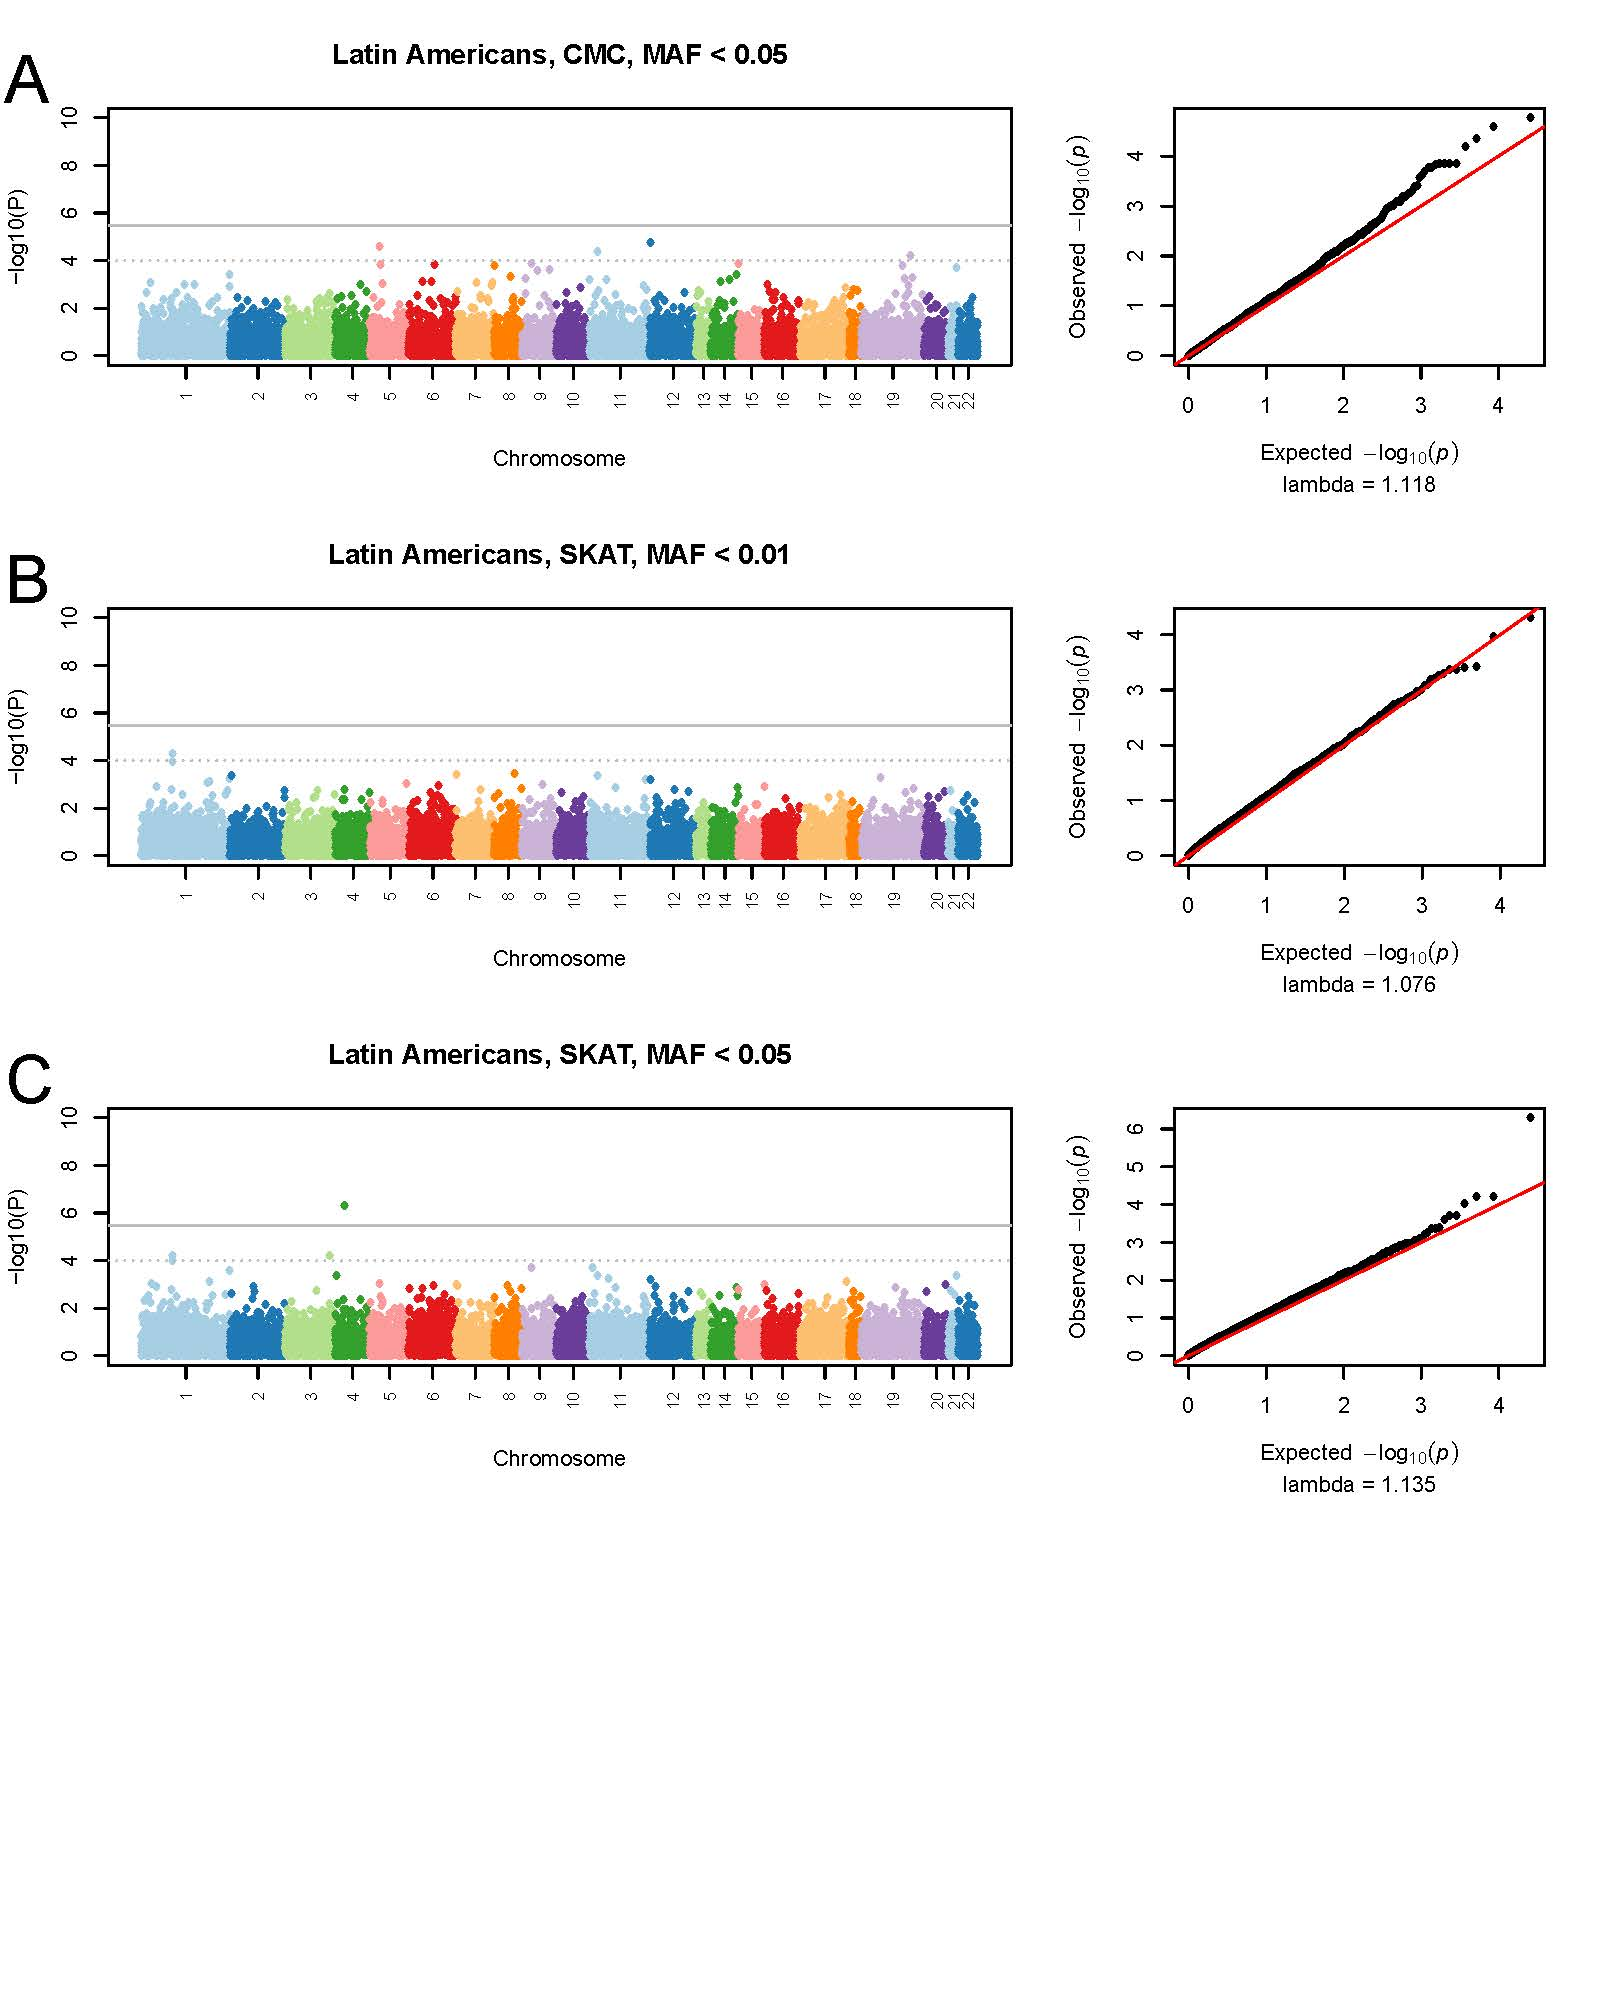 A
Latin Americans, CMC, MAF < 0.05
−log10(P)
0 2 4 6 8 10
1 2 3 4 5 6 7 8 9 10 11 12 13 14 15 16 17 18 19 20 21 22
Chromosome
Observed −log10(p)
0 1 2 3 4
0 1 2 3 4
Expected −log10(p)
lambda = 1.118
B
Latin Americans, SKAT, MAF < 0.01
−log10(P)
0 2 4 6 8 10
1 2 3 4 5 6 7 8 9 10 11 12 13 14 15 16 17 18 19 20 21 22
Chromosome
Observed −log10(p)
0 1 2 3 4
0 1 2 3 4
Expected −log10(p)
lambda = 1.076
C
Latin Americans, SKAT, MAF < 0.05
−log10(P)
0 2 4 6 8 10
1 2 3 4 5 6 7 8 9 10 11 12 13 14 15 16 17 18 19 20 21 22
Chromosome
Observed −log10(p)
0 1 2 3 4 5 6
0 1 2 3 4
Expected −log10(p)
lambda = 1.135